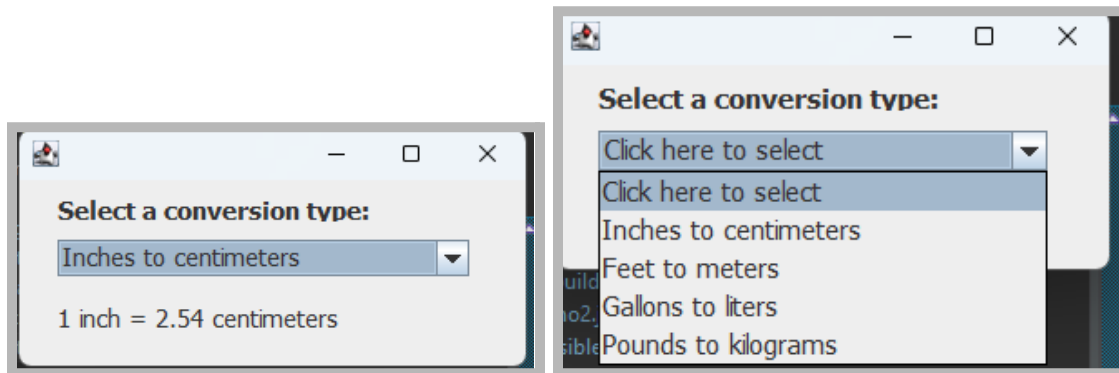 Select a conversion type:
Inches to centimeters
1 inch = 2.54 centimeters
Select a conversion type:
Click here to select
Click here to select
Inches to centimeters
Feet to meters
Gallons to liters
Pounds to kilograms